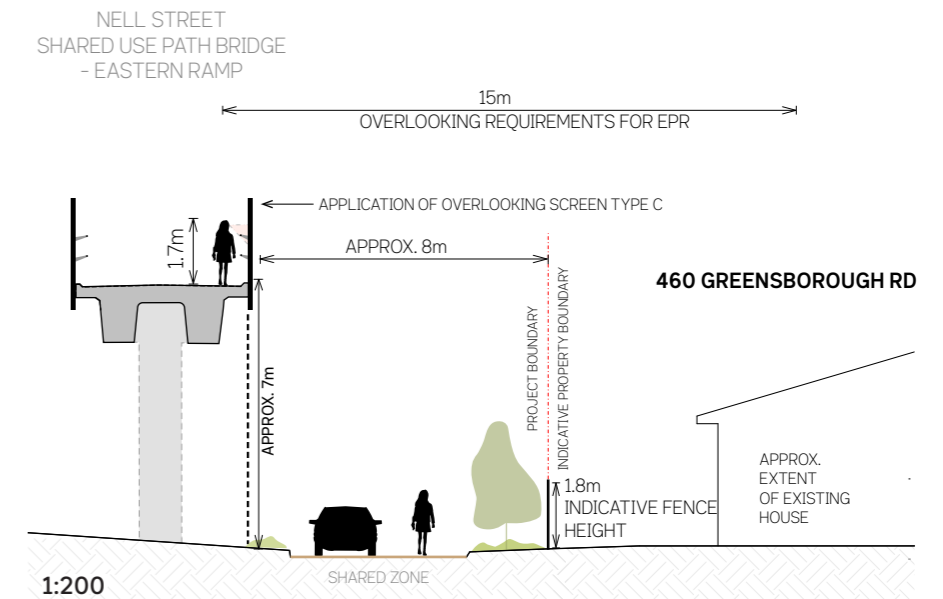 NELL STREET
SHARED USE PATH BRIDGE
- EASTERN RAMP
15m
OVERLOOKING REQUIREMENTS FOR EPR
APPLICATION OF OVERLOOKING SCREEN TYPE C
1.7m
APPROX. 8m
460 GREENSBOROUGH RD
PROJECT BOUNDARY
INDICATIVE PROPERTY BOUNDARY
APPROX. 7m
1.8m
INDICATIVE FENCE
HEIGHT
APPROX.
EXTENT
OF EXISTING
HOUSE
SHARED ZONE
1:200